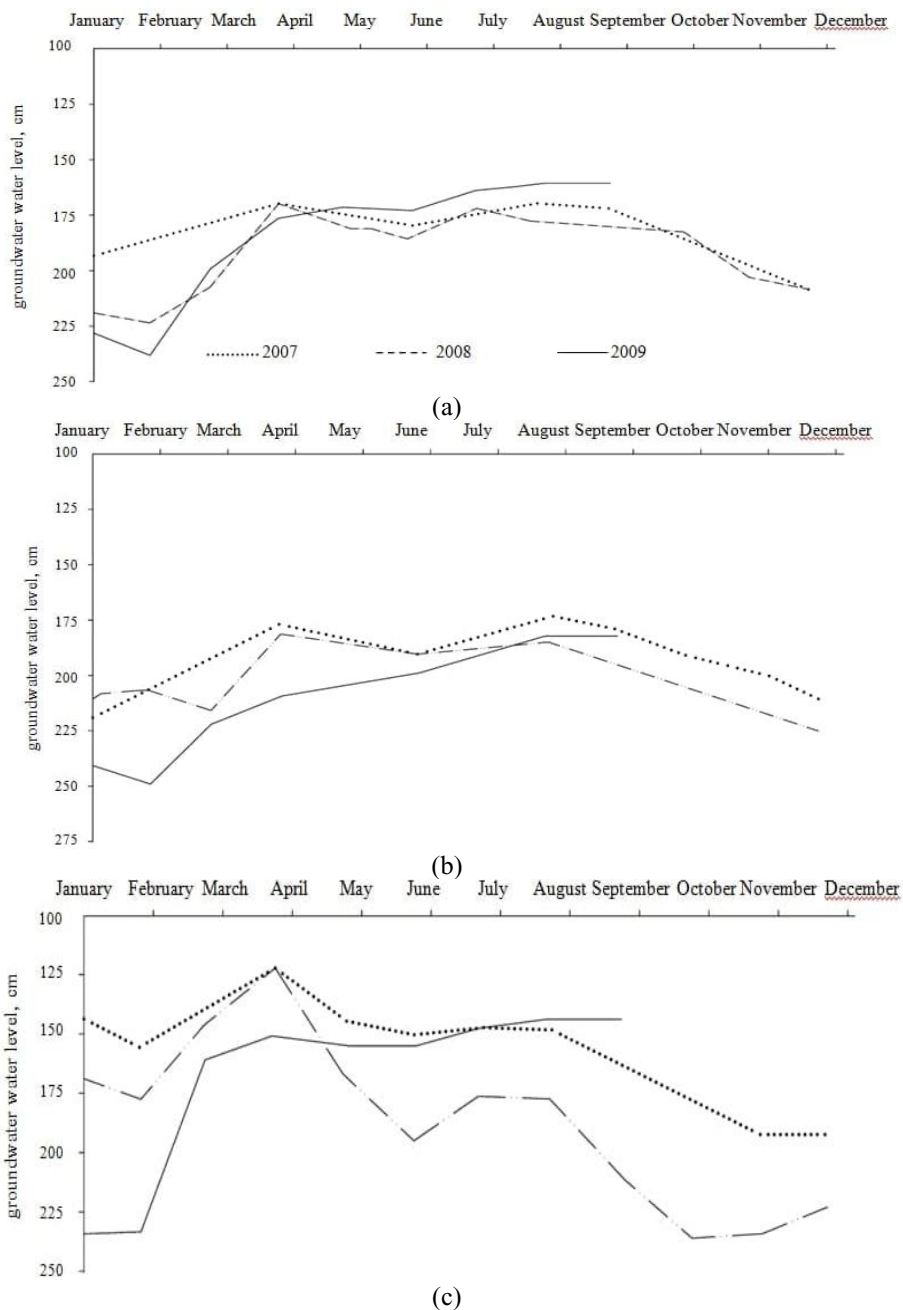 January February March April May June July August September October November December
100
125
150
175
200
225
250
groundwater water level, cm
2007 2008 2009
(a)
January February March April May June July August September October November December
100
125
150
175
200
225
250
275
groundwater water level, cm
(b)
January February March April May June July August September October November December
100
125
150
175
200
225
250
groundwater water level, cm
(c)